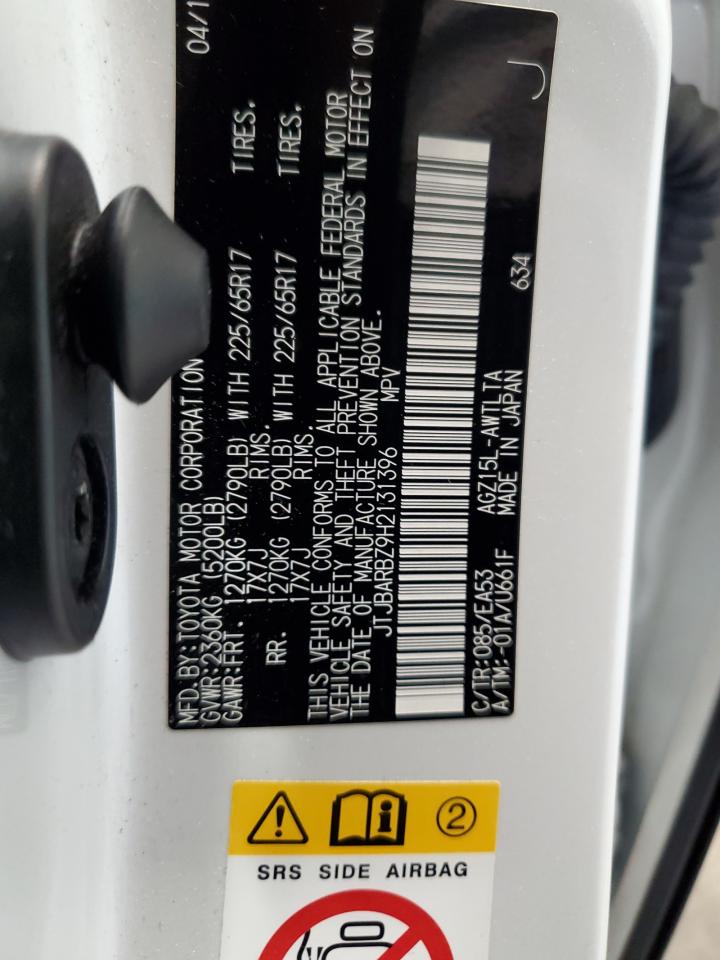 MFD. BY: TOYOTA MOTOR CORPORATION 04/1
GVWR: 2360KG (5200LB)
GAWR: FRT. 1270KG (2790LB) WITH 225/65R17 TIRES.
17X7J RIMS.
RR. 1270KG (2790LB) WITH 225/65R17 TIRES.
17X7J RIMS.
THIS VEHICLE CONFORMS TO ALL APPLICABLE FEDERAL MOTOR
VEHICLE SAFETY AND THEFT PREVENTION STANDARDS IN EFFECT ON
THE DATE OF MANUFACTURE SHOWN ABOVE.
JTJBARBZ9H2131396 MPV
C/TR: 085/EA53 AGZ15L-AWTLTA
A/TM: -01A/U661F MADE IN JAPAN 634
J
2
SRS SIDE AIRBAG